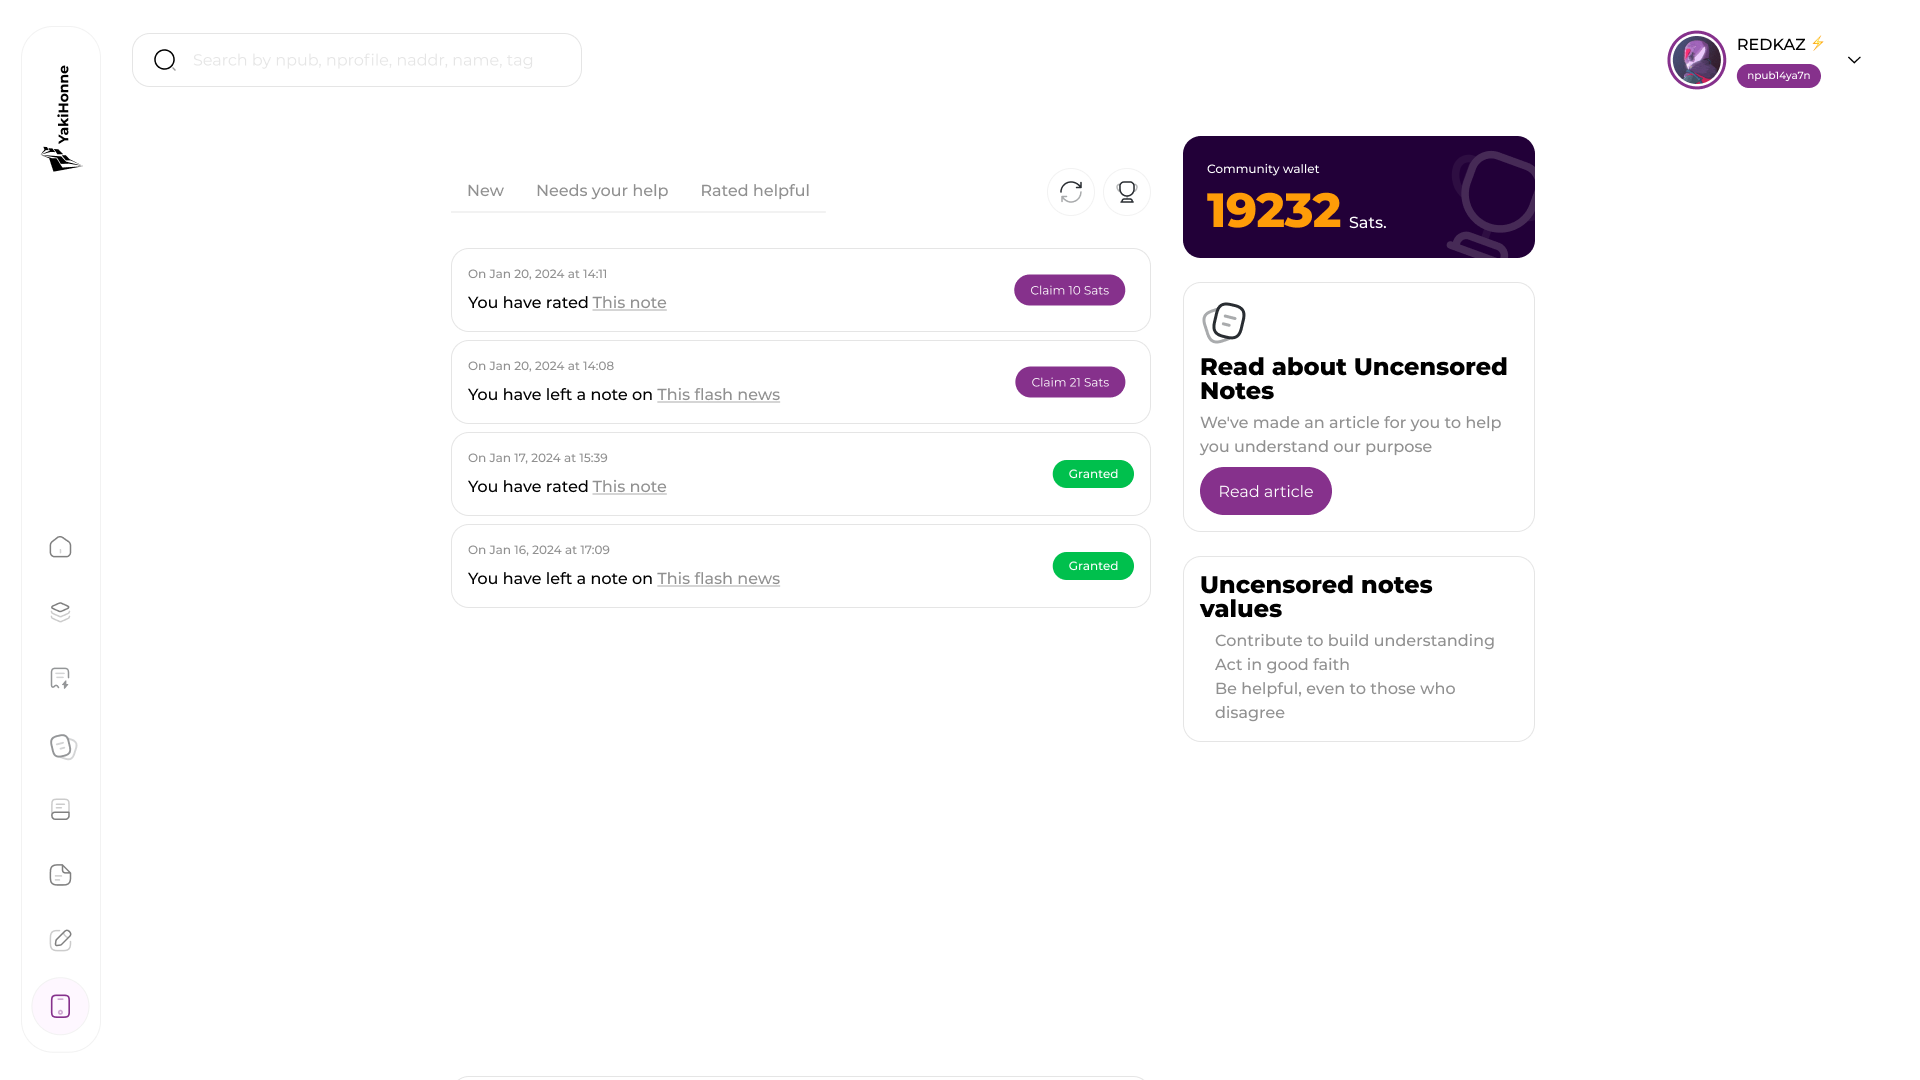 YakiHonne
Search by npub, nprofile, naddr, name, tag
REDKAZ ⚡
npub14ya7n
New
Needs your help
Rated helpful
On Jan 20, 2024 at 14:11
You have rated This note
Claim 10 Sats
On Jan 20, 2024 at 14:08
You have left a note on This flash news
Claim 21 Sats
On Jan 17, 2024 at 15:39
You have rated This note
Granted
On Jan 16, 2024 at 17:09
You have left a note on This flash news
Granted
Community wallet
19232 Sats.
Read about Uncensored
Notes
We've made an article for you to help
you understand our purpose
Read article
Uncensored notes
values
Contribute to build understanding
Act in good faith
Be helpful, even to those who
disagree